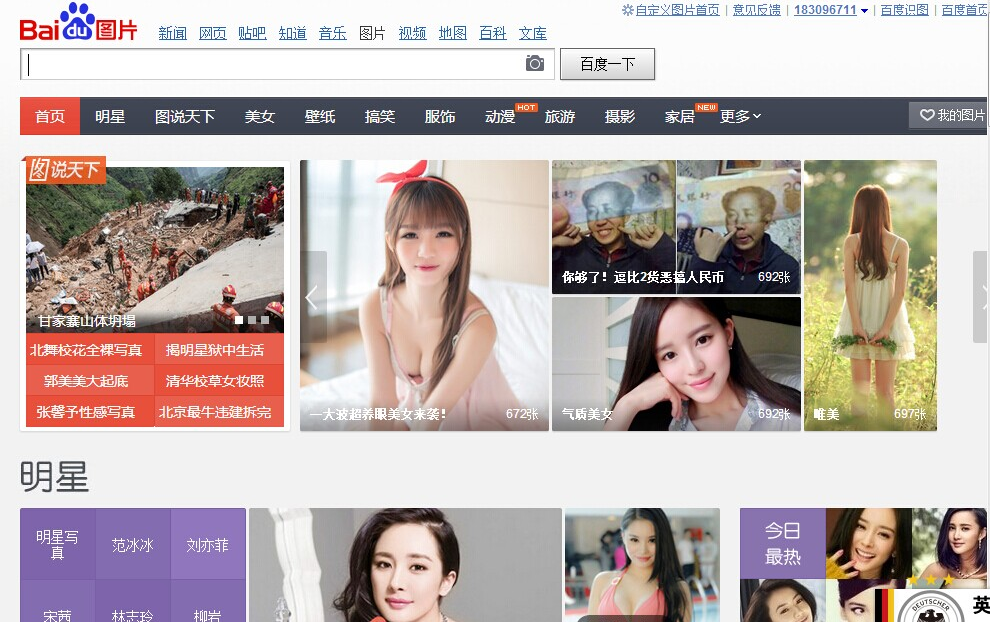 自定义图片首页 | 意见反馈 | 183096711 | 百度识图 | 百度首页
Bai du 图片
新闻 网页 贴吧 知道 音乐 图片 视频 地图 百科 文库
百度一下
首页 明星 图说天下 美女 壁纸 搞笑 服饰 动漫 HOT 旅游 摄影 家居 NEW 更多
我的图片
图说天下
甘家寨山体坍塌
北舞校花全裸写真 揭明星狱中生活
郭美美大起底 清华校草女妆照
张馨予性感写真 北京最牛违建拆完
一大波超养眼美女来袭! 672张
你够了!逗比2货恶搞人民币 692张
气质美女 692张
唯美 697张
明星
明星写
真
范冰冰 刘亦菲
宋茜 林志玲 柳岩
今日
最热
DEUTSCHER
英